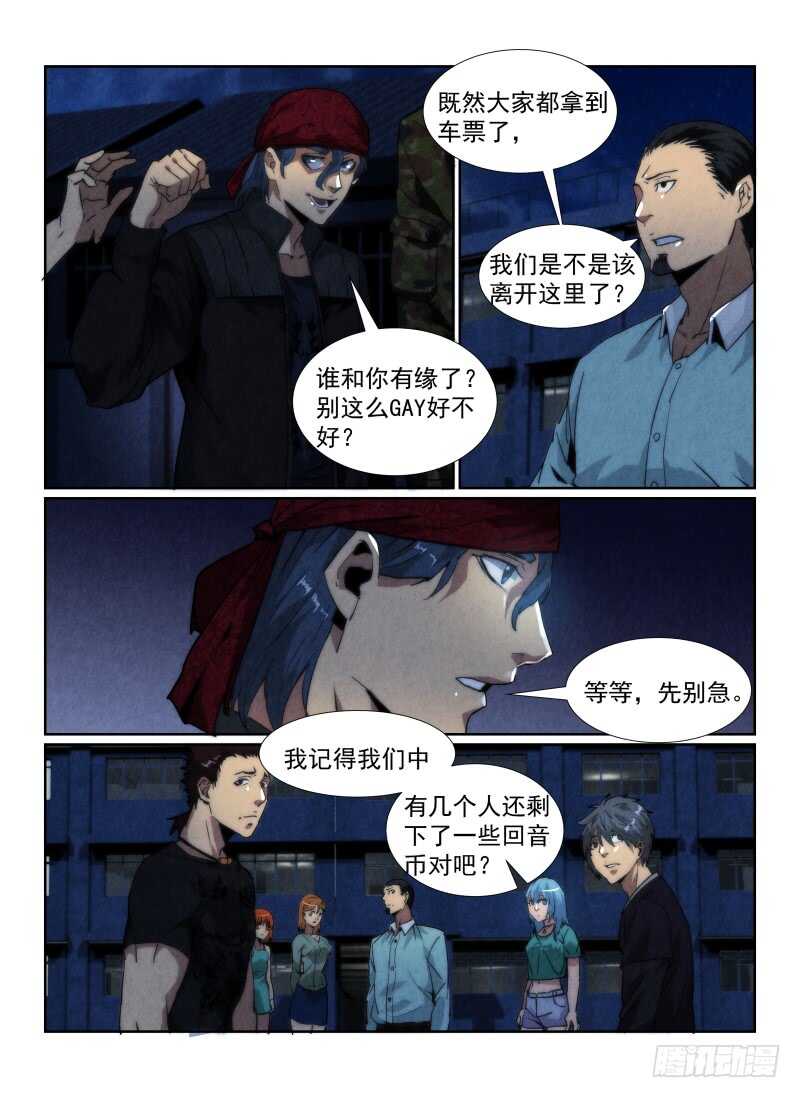 谁和你有缘了？
别这么GAY好不
好？
既然大家都拿到
车票了，
我们是不是该
离开这里了？
等等，先别急。
我记得我们中
有几个人还剩
下了一些回音
币对吧？
腾讯动漫